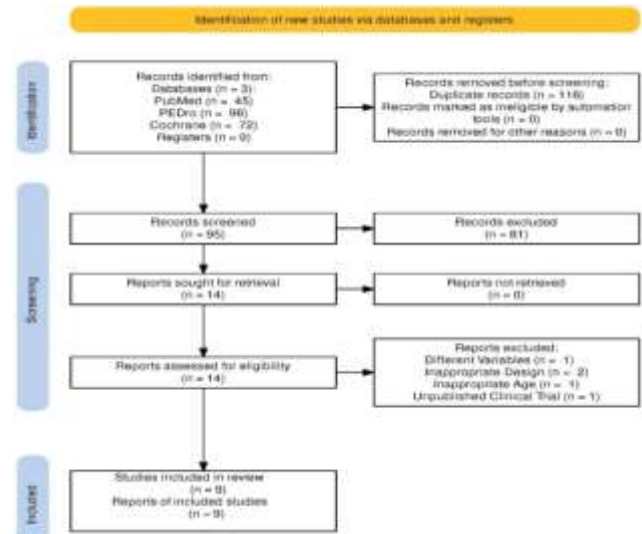 Identification of new studies via databases and registers
Identification
Records identified from:
Databases (n = 3):
PubMed = 45
PEDro = 96
Cochrane = 72
Registers (n = 0)
Records removed before screening:
Duplicate records (n = 118)
Records marked as ineligible by automation
tools (n = 0)
Records removed for other reasons (n = 0)
Screening
Records screened
(n = 95)
Records excluded
(n = 81)
Reports sought for retrieval
(n = 14)
Reports not retrieved
(n = 0)
Reports assessed for eligibility
(n = 14)
Reports excluded:
Different Variables (n = 1)
Inappropriate Design (n = 2)
Inappropriate Age (n = 1)
Unpublished Clinical Trial (n = 1)
Included
Studies included in review
(n = 9)
Reports of included studies
(n = 9)